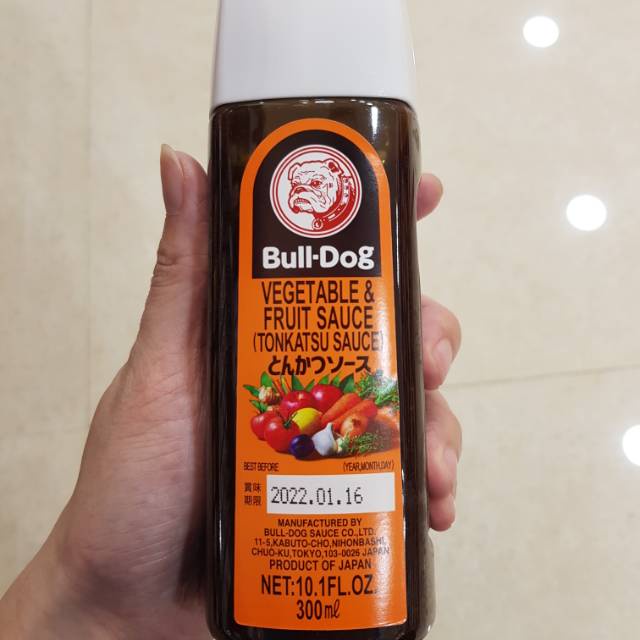 Bull-Dog
VEGETABLE &
FRUIT SAUCE
(TONKATSU SAUCE)
とんかつソース
BEST BEFORE (YEAR,MONTH,DAY)
賞味
期限 2022.01.16
MANUFACTURED BY
BULL-DOG SAUCE CO.,LTD.
11-5,KABUTO-CHO,NIHONBASHI,
CHUO-KU,TOKYO,103-0026 JAPAN
PRODUCT OF JAPAN
NET:10.1FL.OZ.
300ml